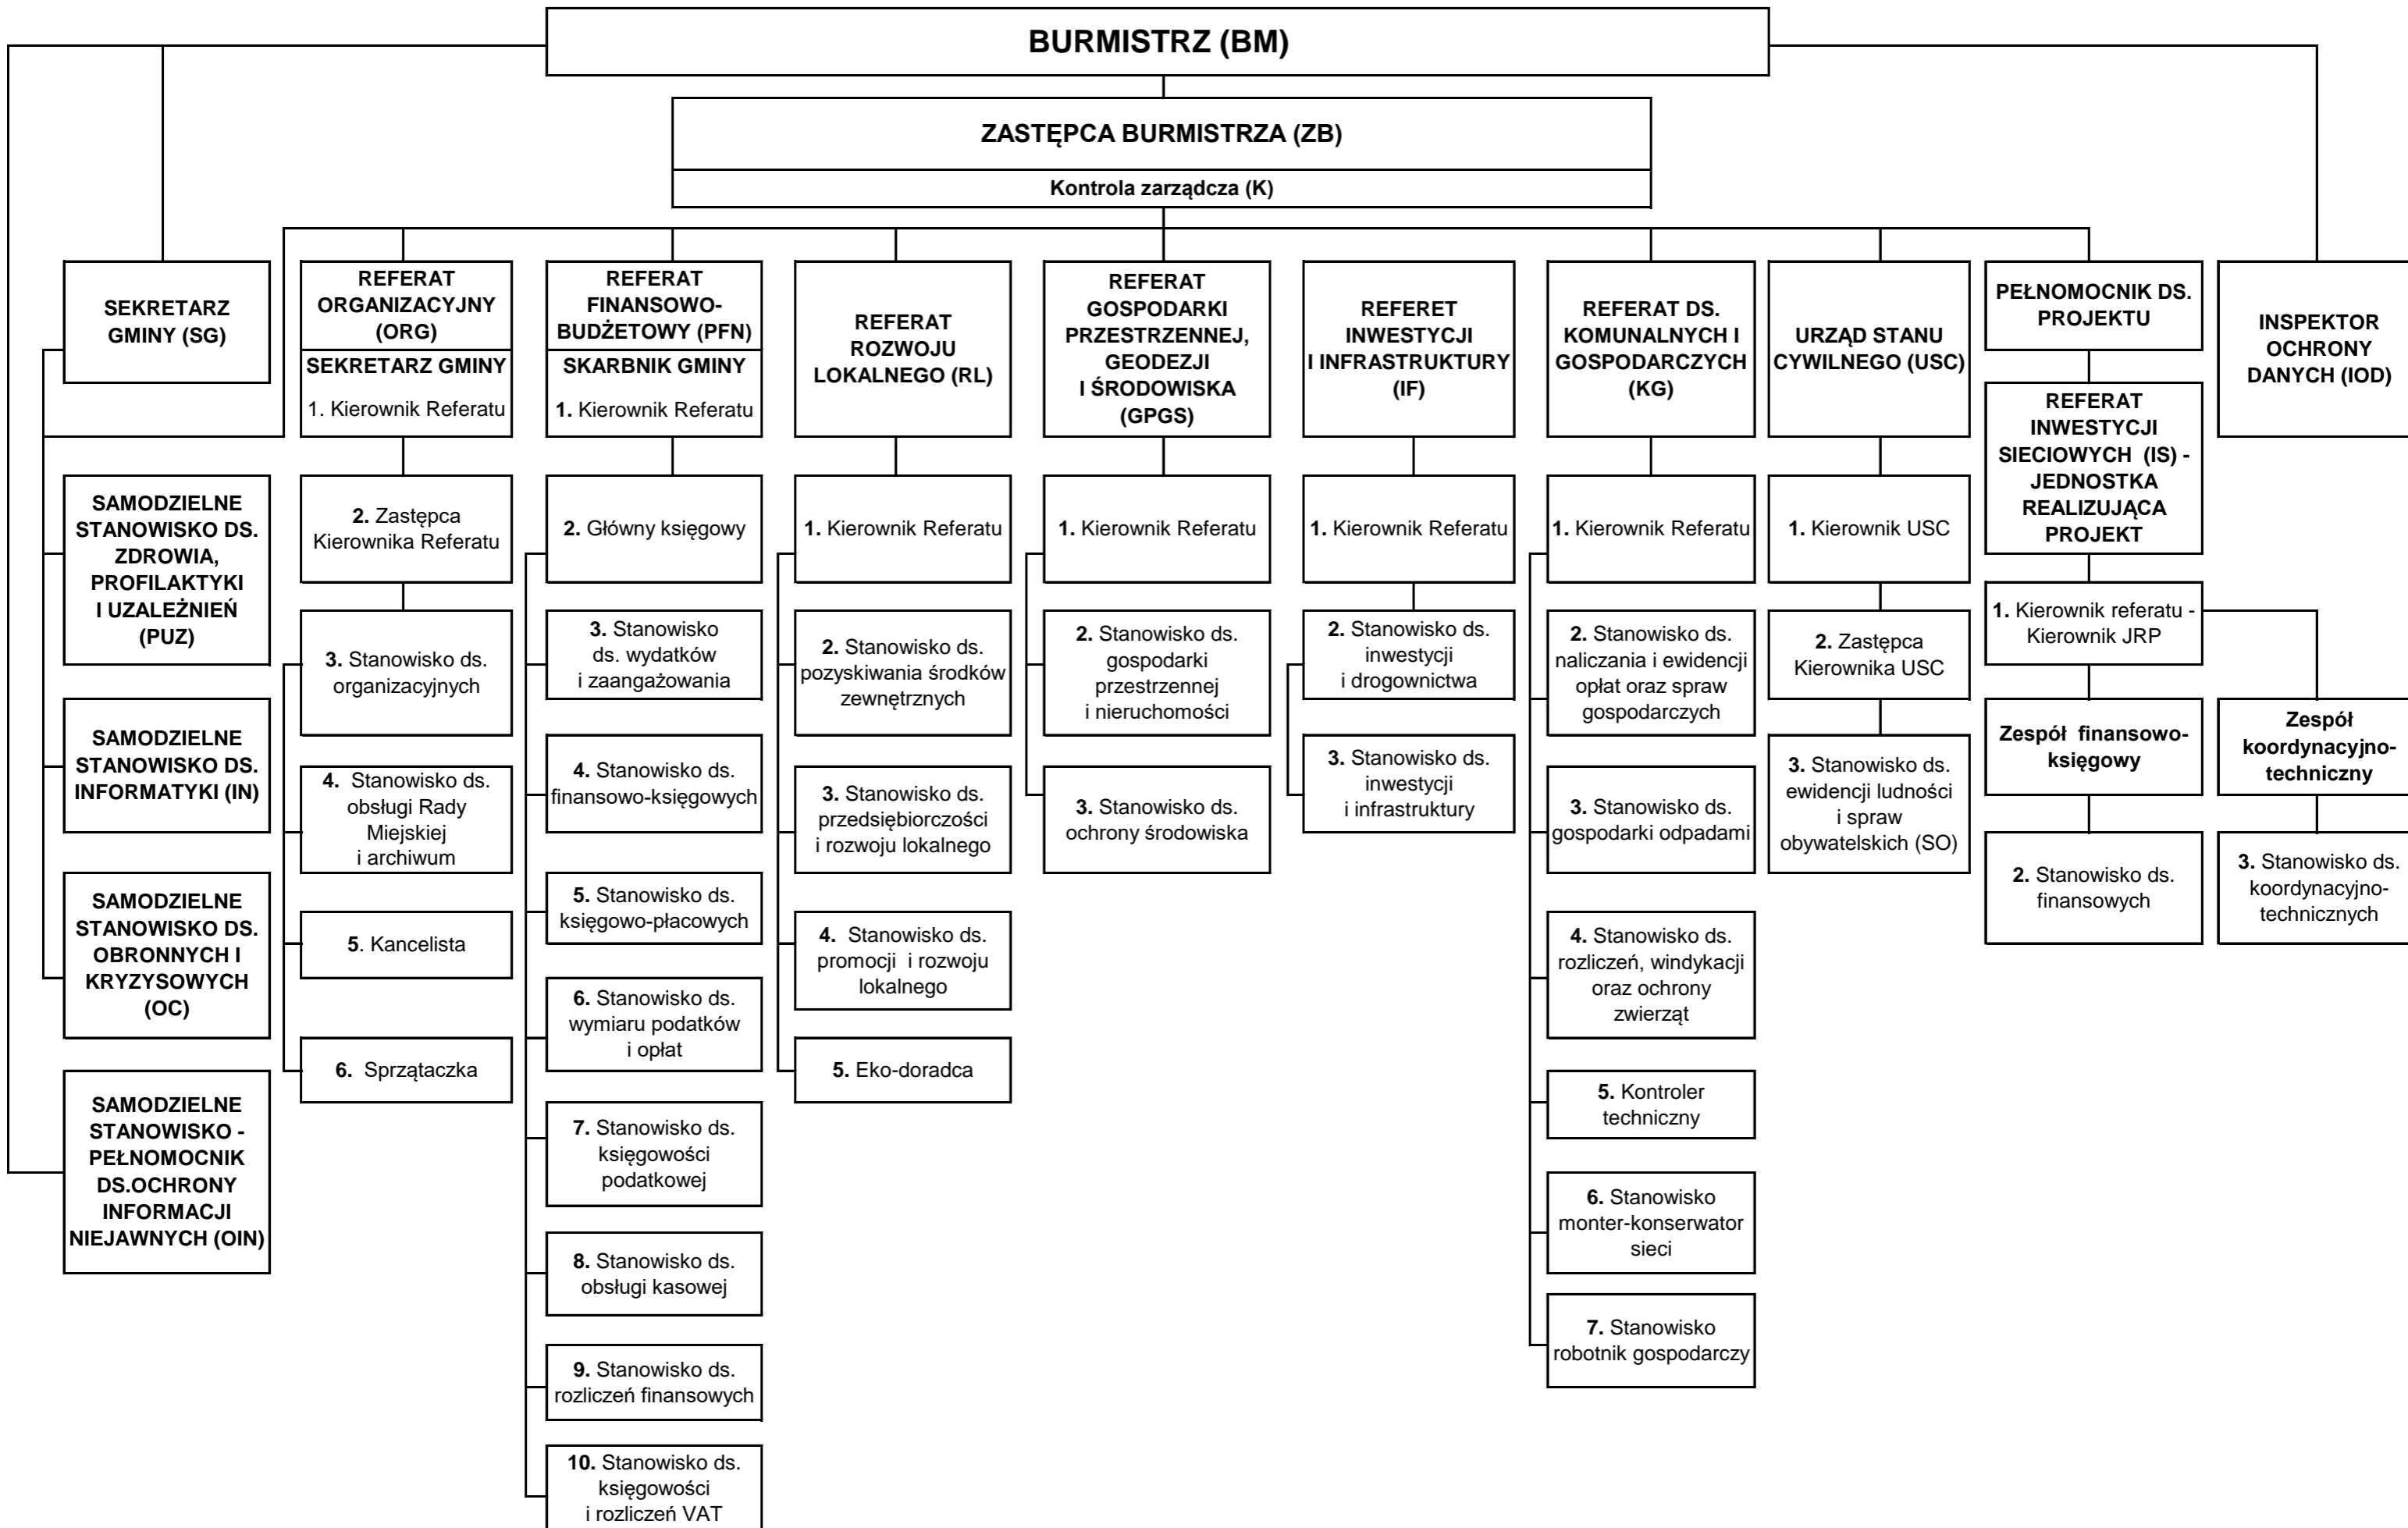 BURMISTRZ (BM)
ZASTĘPCA BURMISTRZA (ZB)
Kontrola zarządcza (K)
SEKRETARZ
GMINY (SG)
SAMODZIELNE
STANOWISKO DS.
ZDROWIA,
PROFILAKTYKI
I UZALEŻNIEŃ
(PUZ)
SAMODZIELNE
STANOWISKO DS.
INFORMATYKI (IN)
SAMODZIELNE
STANOWISKO DS.
OBRONNYCH I
KRYZYSOWYCH
(OC)
SAMODZIELNE
STANOWISKO -
PEŁNOMOCNIK
DS.OCHRONY
INFORMACJI
NIEJAWNYCH (OIN)
REFERAT
ORGANIZACYJNY
(ORG)
SEKRETARZ GMINY
1. Kierownik Referatu
2. Zastępca
Kierownika Referatu
3. Stanowisko ds.
organizacyjnych
4. Stanowisko ds.
obsługi Rady
Miejskiej
i archiwum
5. Kancelista
6. Sprzątaczka
REFERAT
FINANSOWO-
BUDŻETOWY (PFN)
SKARBNIK GMINY
1. Kierownik Referatu
2. Główny księgowy
3. Stanowisko
ds. wydatków
i zaangażowania
4. Stanowisko ds.
finansowo-księgowych
5. Stanowisko ds.
księgowo-płacowych
6. Stanowisko ds.
wymiaru podatków
i opłat
7. Stanowisko ds.
księgowości
podatkowej
8. Stanowisko ds.
obsługi kasowej
9. Stanowisko ds.
rozliczeń finansowych
10. Stanowisko ds.
księgowości
i rozliczeń VAT
REFERAT
ROZWOJU
LOKALNEGO (RL)
1. Kierownik Referatu
2. Stanowisko ds.
pozyskiwania środków
zewnętrznych
3. Stanowisko ds.
przedsiębiorczości
i rozwoju lokalnego
4. Stanowisko ds.
promocji i rozwoju
lokalnego
5. Eko-doradca
REFERAT
GOSPODARKI
PRZESTRZENNEJ,
GEODEZJI
I ŚRODOWISKA
(GPGS)
1. Kierownik Referatu
2. Stanowisko ds.
gospodarki
przestrzennej
i nieruchomości
3. Stanowisko ds.
ochrony środowiska
REFERET
INWESTYCJI
I INFRASTRUKTURY
(IF)
1. Kierownik Referatu
2. Stanowisko ds.
inwestycji
i drogownictwa
3. Stanowisko ds.
inwestycji
i infrastruktury
REFERAT DS.
KOMUNALNYCH I
GOSPODARCZYCH
(KG)
1. Kierownik Referatu
2. Stanowisko ds.
naliczania i ewidencji
opłat oraz spraw
gospodarczych
3. Stanowisko ds.
gospodarki odpadami
4. Stanowisko ds.
rozliczeń, windykacji
oraz ochrony
zwierząt
5. Kontroler
techniczny
6. Stanowisko
monter-konserwator
sieci
7. Stanowisko
robotnik gospodarczy
URZĄD STANU
CYWILNEGO (USC)
1. Kierownik USC
2. Zastępca
Kierownika USC
3. Stanowisko ds.
ewidencji ludności
i spraw
obywatelskich (SO)
PEŁNOMOCNIK DS.
PROJEKTU
REFERAT
INWESTYCJI
SIECIOWYCH (IS) -
JEDNOSTKA
REALIZUJĄCA
PROJEKT
1. Kierownik referatu -
Kierownik JRP
Zespół finansowo-
księgowy
2. Stanowisko ds.
finansowych
INSPEKTOR
OCHRONY
DANYCH (IOD)
Zespół
koordynacyjno-
techniczny
3. Stanowisko ds.
koordynacyjno-
technicznych